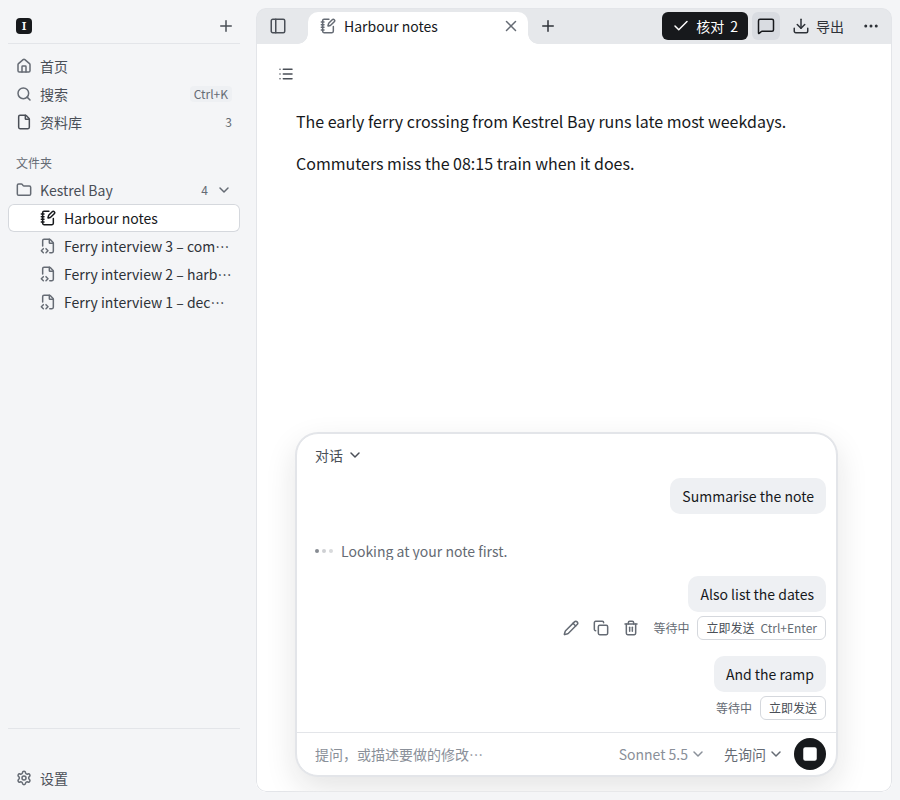 I
首页
搜索 Ctrl+K
资料库 3
文件夹
Kestrel Bay 4
Harbour notes
Ferry interview 3 – com…
Ferry interview 2 – harb…
Ferry interview 1 – dec…
设置
Harbour notes
核对 2
导出
The early ferry crossing from Kestrel Bay runs late most weekdays.
Commuters miss the 08:15 train when it does.
对话
Summarise the note
Looking at your note first.
Also list the dates
等待中 立即发送 Ctrl+Enter
And the ramp
等待中 立即发送
提问，或描述要做的修改… Sonnet 5.5 先询问